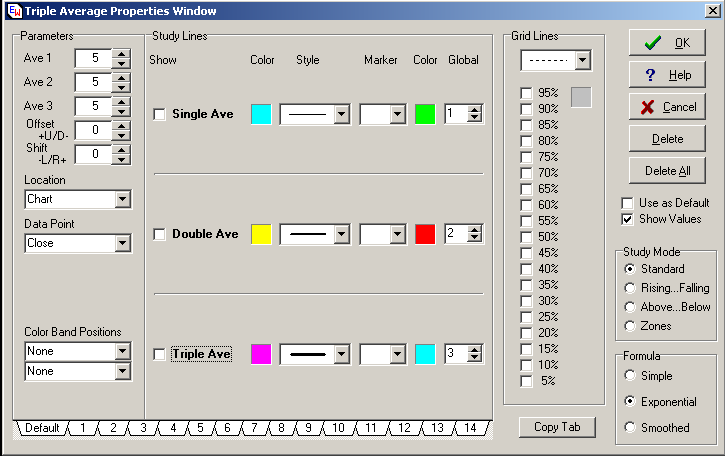 Triple Average Properties Window
Parameters
Ave 1 5
Ave 2 5
Ave 3 5
Offset
+U/D- 0
Shift
-L/R+ 0
Location
Chart
Data Point
Close
Color Band Positions
None
None
Study Lines
Show Color Style Marker Color Global
Single Ave 1
Double Ave 2
Triple Ave 3
Default 1 2 3 4 5 6 7 8 9 10 11 12 13 14
Grid Lines
95%
90%
85%
80%
75%
70%
65%
60%
55%
50%
45%
40%
35%
30%
25%
20%
15%
10%
5%
Copy Tab
OK
? Help
Cancel
Delete
Delete All
Use as Default
Show Values
Study Mode
Standard
Rising...Falling
Above...Below
Zones
Formula
Simple
Exponential
Smoothed